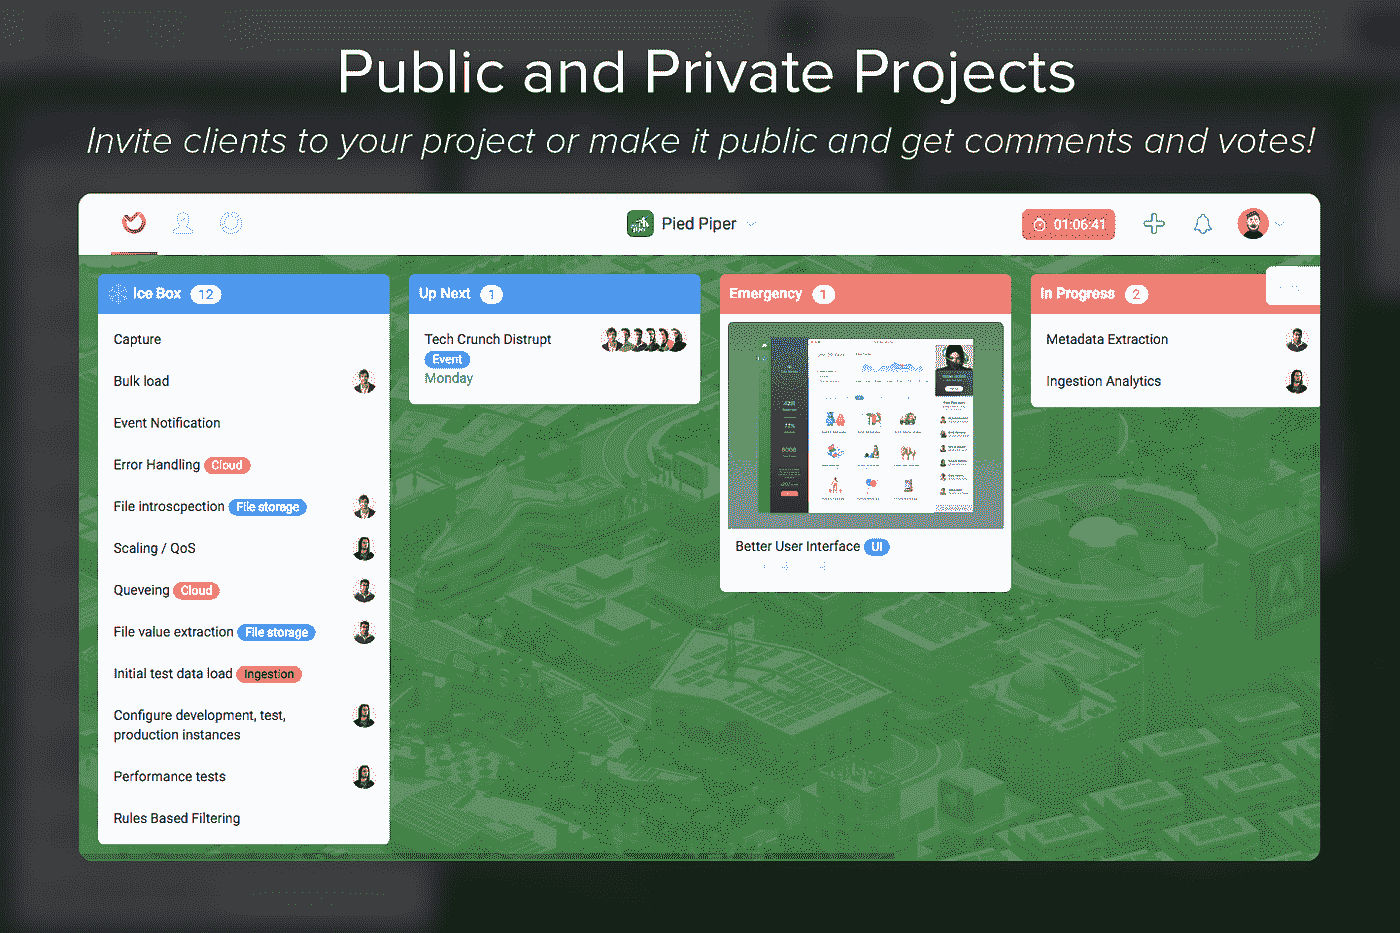 Public and Private Projects
Invite clients to your project or make it public and get comments and votes!
Pied Piper
01:06:41
Ice Box 12
Capture
Bulk load
Event Notification
Error Handling Cloud
File introscpection File storage
Scaling / QoS
Queveing Cloud
File value extraction File storage
Initial test data load Ingestion
Configure development, test,
production instances
Performance tests
Rules Based Filtering
Up Next 1
Tech Crunch Distrupt
Event
Monday
Emergency 1
Better User Interface UI
In Progress 2
Metadata Extraction
Ingestion Analytics